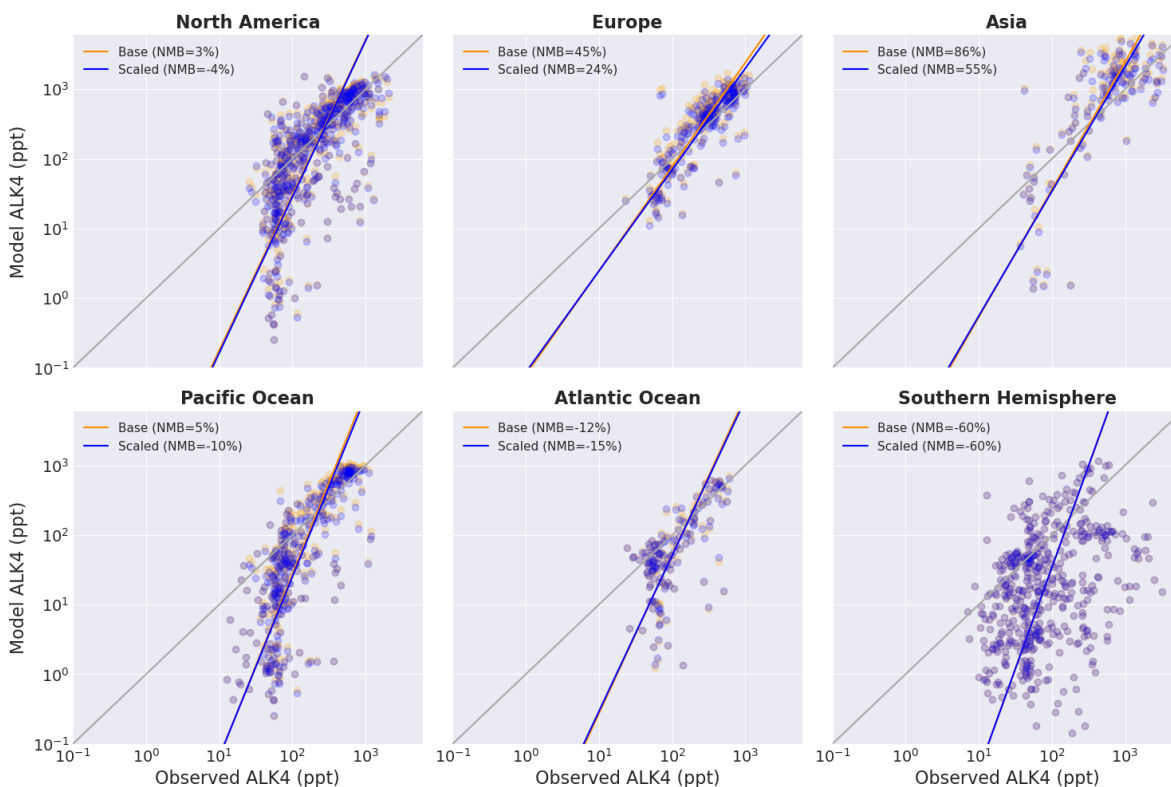 North America
Base (NMB=3%)
Scaled (NMB=-4%)
Model ALK4 (ppt)
10³
10²
10¹
10⁰
10⁻¹
Europe
Base (NMB=45%)
Scaled (NMB=24%)
Asia
Base (NMB=86%)
Scaled (NMB=55%)
Pacific Ocean
Base (NMB=5%)
Scaled (NMB=-10%)
Model ALK4 (ppt)
10³
10²
10¹
10⁰
10⁻¹
10⁻¹ 10⁰ 10¹ 10² 10³
Observed ALK4 (ppt)
Atlantic Ocean
Base (NMB=-12%)
Scaled (NMB=-15%)
10⁻¹ 10⁰ 10¹ 10² 10³
Observed ALK4 (ppt)
Southern Hemisphere
Base (NMB=-60%)
Scaled (NMB=-60%)
10⁻¹ 10⁰ 10¹ 10² 10³
Observed ALK4 (ppt)